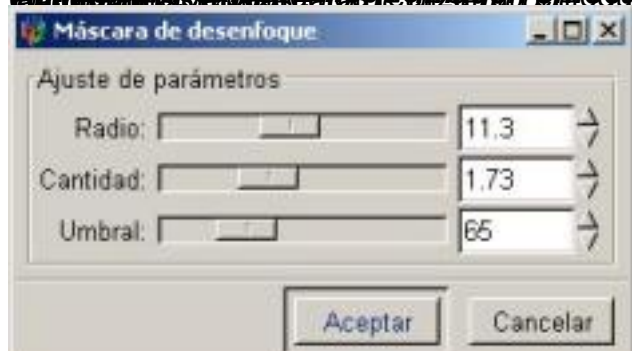 Máscara de desenfoque
Ajuste de parámetros
Radio: 11.3
Cantidad: 1.73
Umbral: 65
Aceptar Cancelar